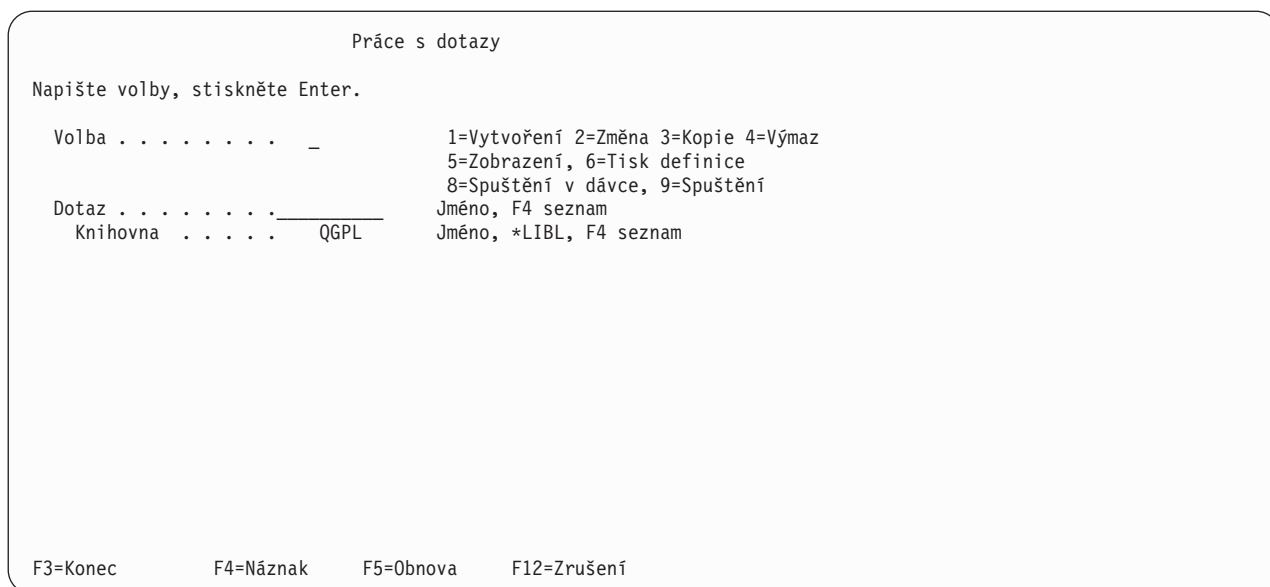 Práce s dotazy
Napište volby, stiskněte Enter.
Volba . . . . . . . . _ 1=Vytvoření 2=Změna 3=Kopie 4=Výmaz
5=Zobrazení, 6=Tisk definice
8=Spuštění v dávce, 9=Spuštění
Dotaz . . . . . . . .__________ Jméno, F4 seznam
Knihovna . . . . . QGPL Jméno, *LIBL, F4 seznam
F3=Konec F4=Náznak F5=Obnova F12=Zrušení